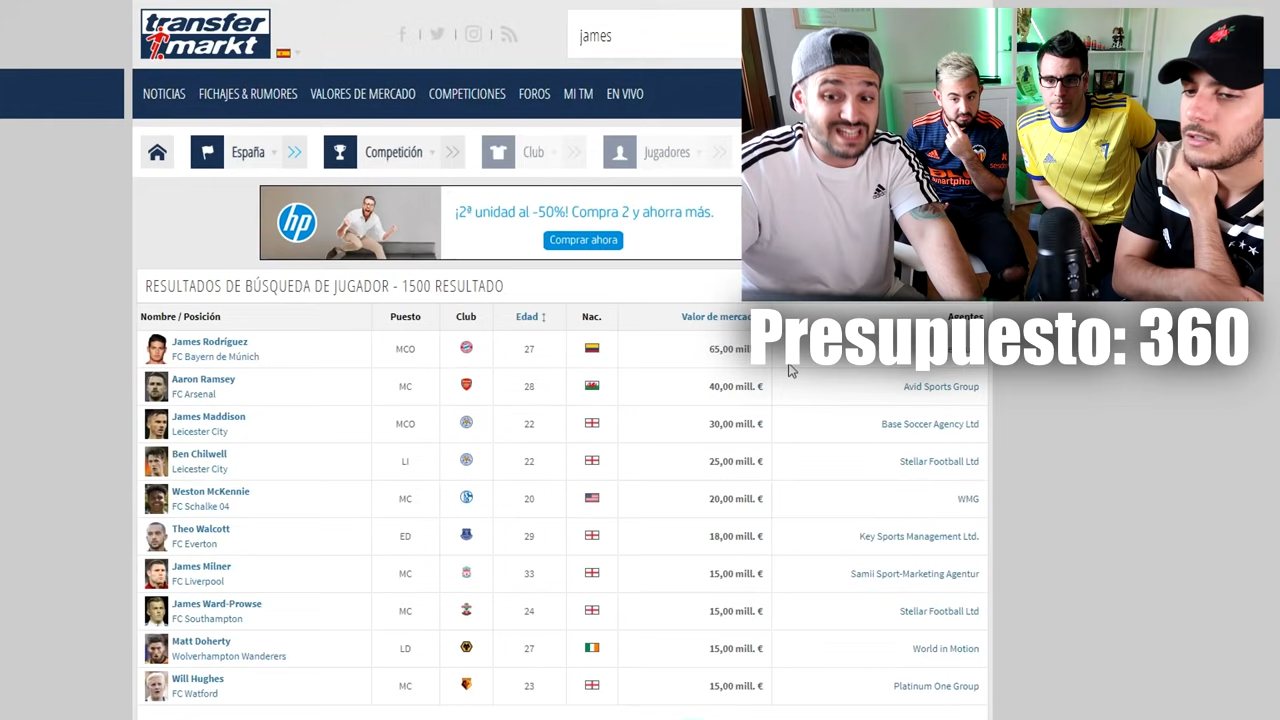 transfer
markt
james
NOTICIAS FICHAJES & RUMORES VALORES DE MERCADO COMPETICIONES FOROS MI TM EN VIVO
España Competición Club Jugadores
hp ¡2ª unidad al -50%! Compra 2 y ahorra más.
Comprar ahora
RESULTADOS DE BÚSQUEDA DE JUGADOR - 1500 RESULTADO
Presupuesto: 360
Nombre / Posición Puesto Club Edad Nac. Valor de mercado Agentes
James Rodríguez
FC Bayern de Múnich MCO 27 65,00 mill.
Aaron Ramsey
FC Arsenal MC 28 40,00 mill. € Avid Sports Group
James Maddison
Leicester City MCO 22 30,00 mill. € Base Soccer Agency Ltd
Ben Chilwell
Leicester City LI 22 25,00 mill. € Stellar Football Ltd
Weston McKennie
FC Schalke 04 MC 20 20,00 mill. € WMG
Theo Walcott
FC Everton ED 29 18,00 mill. € Key Sports Management Ltd.
James Milner
FC Liverpool MC 33 15,00 mill. € Samii Sport-Marketing Agentur
James Ward-Prowse
FC Southampton MC 24 15,00 mill. € Stellar Football Ltd
Matt Doherty
Wolverhampton Wanderers LD 27 15,00 mill. € World in Motion
Will Hughes
FC Watford MC 23 15,00 mill. € Platinum One Group